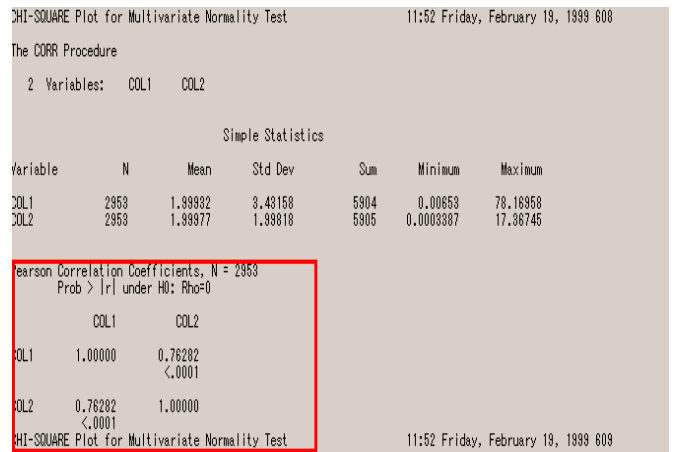 CHI-SQUARE Plot for Multivariate Normality Test 11:52 Friday, February 19, 1999 608
The CORR Procedure
2 Variables: COL1 COL2
Simple Statistics
Variable N Mean Std Dev Sum Minimum Maximum
COL1 2953 1.99932 3.43158 5904 0.00653 78.16958
COL2 2953 1.99977 1.99818 5905 0.0003387 17.36745
Pearson Correlation Coefficients, N = 2953
Prob > |r| under H0: Rho=0
COL1 COL2
COL1 1.00000 0.76282
<.0001
COL2 0.76282 1.00000
<.0001
CHI-SQUARE Plot for Multivariate Normality Test 11:52 Friday, February 19, 1999 609